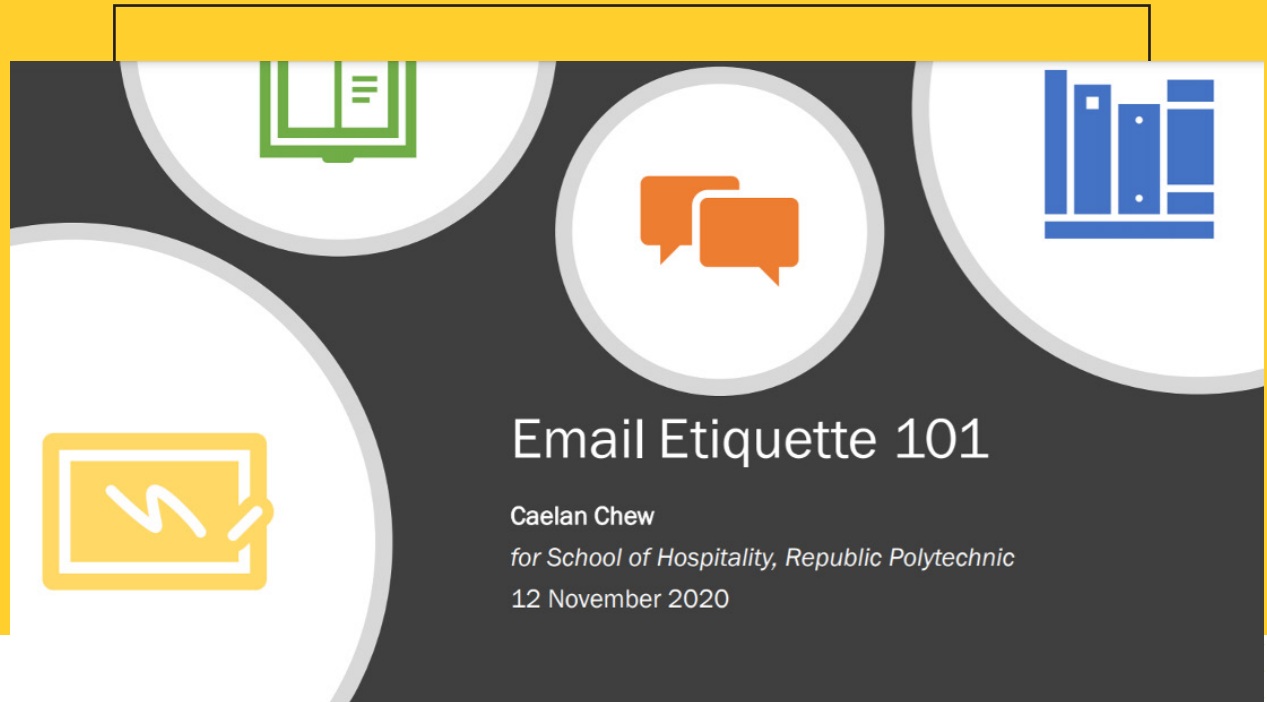 Email Etiquette 101
Caelan Chew
for School of Hospitality, Republic Polytechnic
12 November 2020